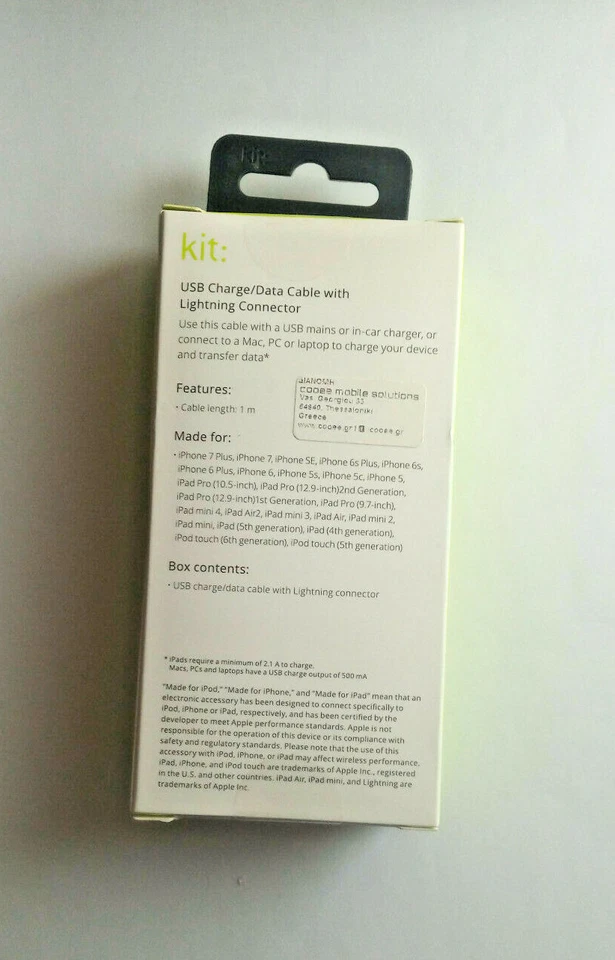 kit:
kit:
USB Charge/Data Cable with
Lightning Connector
Use this cable with a USB mains or in-car charger, or
connect to a Mac, PC or laptop to charge your device
and transfer data*
Features:
• Cable length: 1 m
ΔΙΑΝΟΜΗ
cooee mobile solutions
Vas. Georgiou 33
54640, Thessaloniki
Greece
www.cooee.gr | f cooee.gr
Made for:
• iPhone 7 Plus, iPhone 7, iPhone SE, iPhone 6s Plus, iPhone 6s,
iPhone 6 Plus, iPhone 6, iPhone 5s, iPhone 5c, iPhone 5,
iPad Pro (10.5-inch), iPad Pro (12.9-inch)2nd Generation,
iPad Pro (12.9-inch)1st Generation, iPad Pro (9.7-inch),
iPad mini 4, iPad Air2, iPad mini 3, iPad Air, iPad mini 2,
iPad mini, iPad (5th generation), iPad (4th generation),
iPod touch (6th generation), iPod touch (5th generation)
Box contents:
• USB charge/data cable with Lightning connector
* iPads require a minimum of 2.1 A to charge.
Macs, PCs and laptops have a USB charge output of 500 mA
"Made for iPod," "Made for iPhone," and "Made for iPad" mean that an
electronic accessory has been designed to connect specifically to
iPod, iPhone or iPad, respectively, and has been certified by the
developer to meet Apple performance standards. Apple is not
responsible for the operation of this device or its compliance with
safety and regulatory standards. Please note that the use of this
accessory with iPod, iPhone, or iPad may affect wireless performance.
iPad, iPhone, and iPod touch are trademarks of Apple Inc., registered
in the U.S. and other countries. iPad Air, iPad mini, and Lightning are
trademarks of Apple Inc.